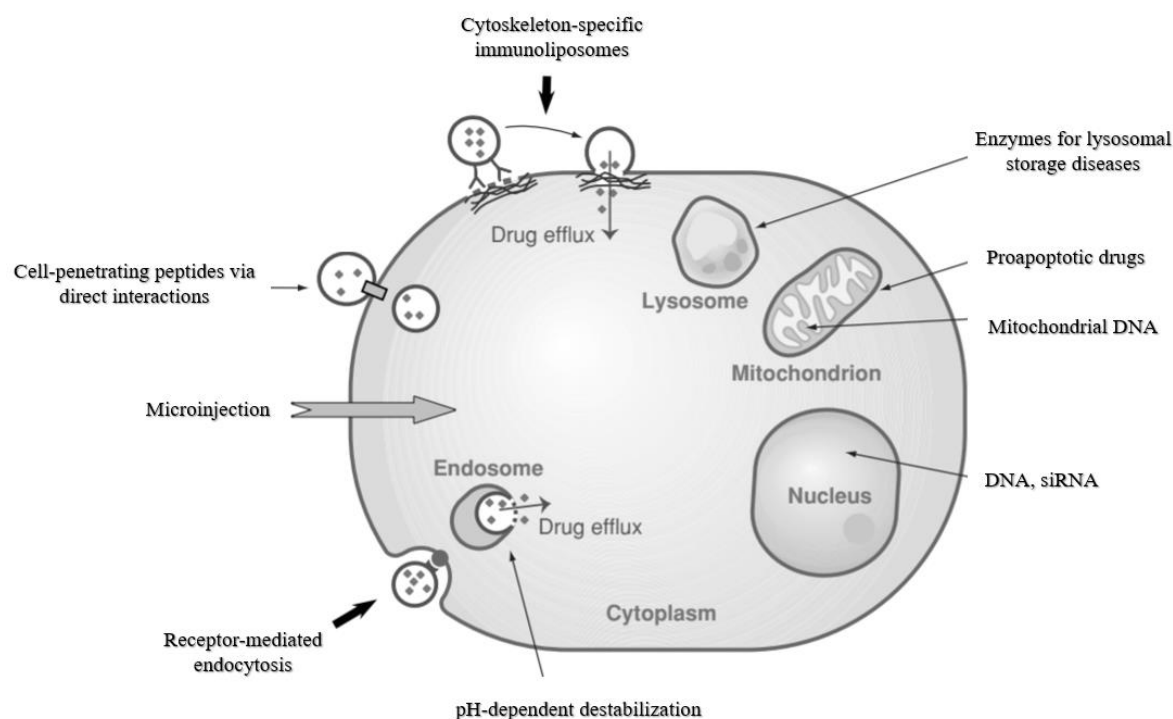 Cytoskeleton-specific
immunoliposomes
Enzymes for lysosomal
storage diseases
Drug efflux
Lysosome
Cell-penetrating peptides via
direct interactions
Proapoptotic drugs
Mitochondrial DNA
Mitochondrion
Microinjection
Endosome
Drug efflux
Nucleus
DNA, siRNA
Cytoplasm
Receptor-mediated
endocytosis
pH-dependent destabilization